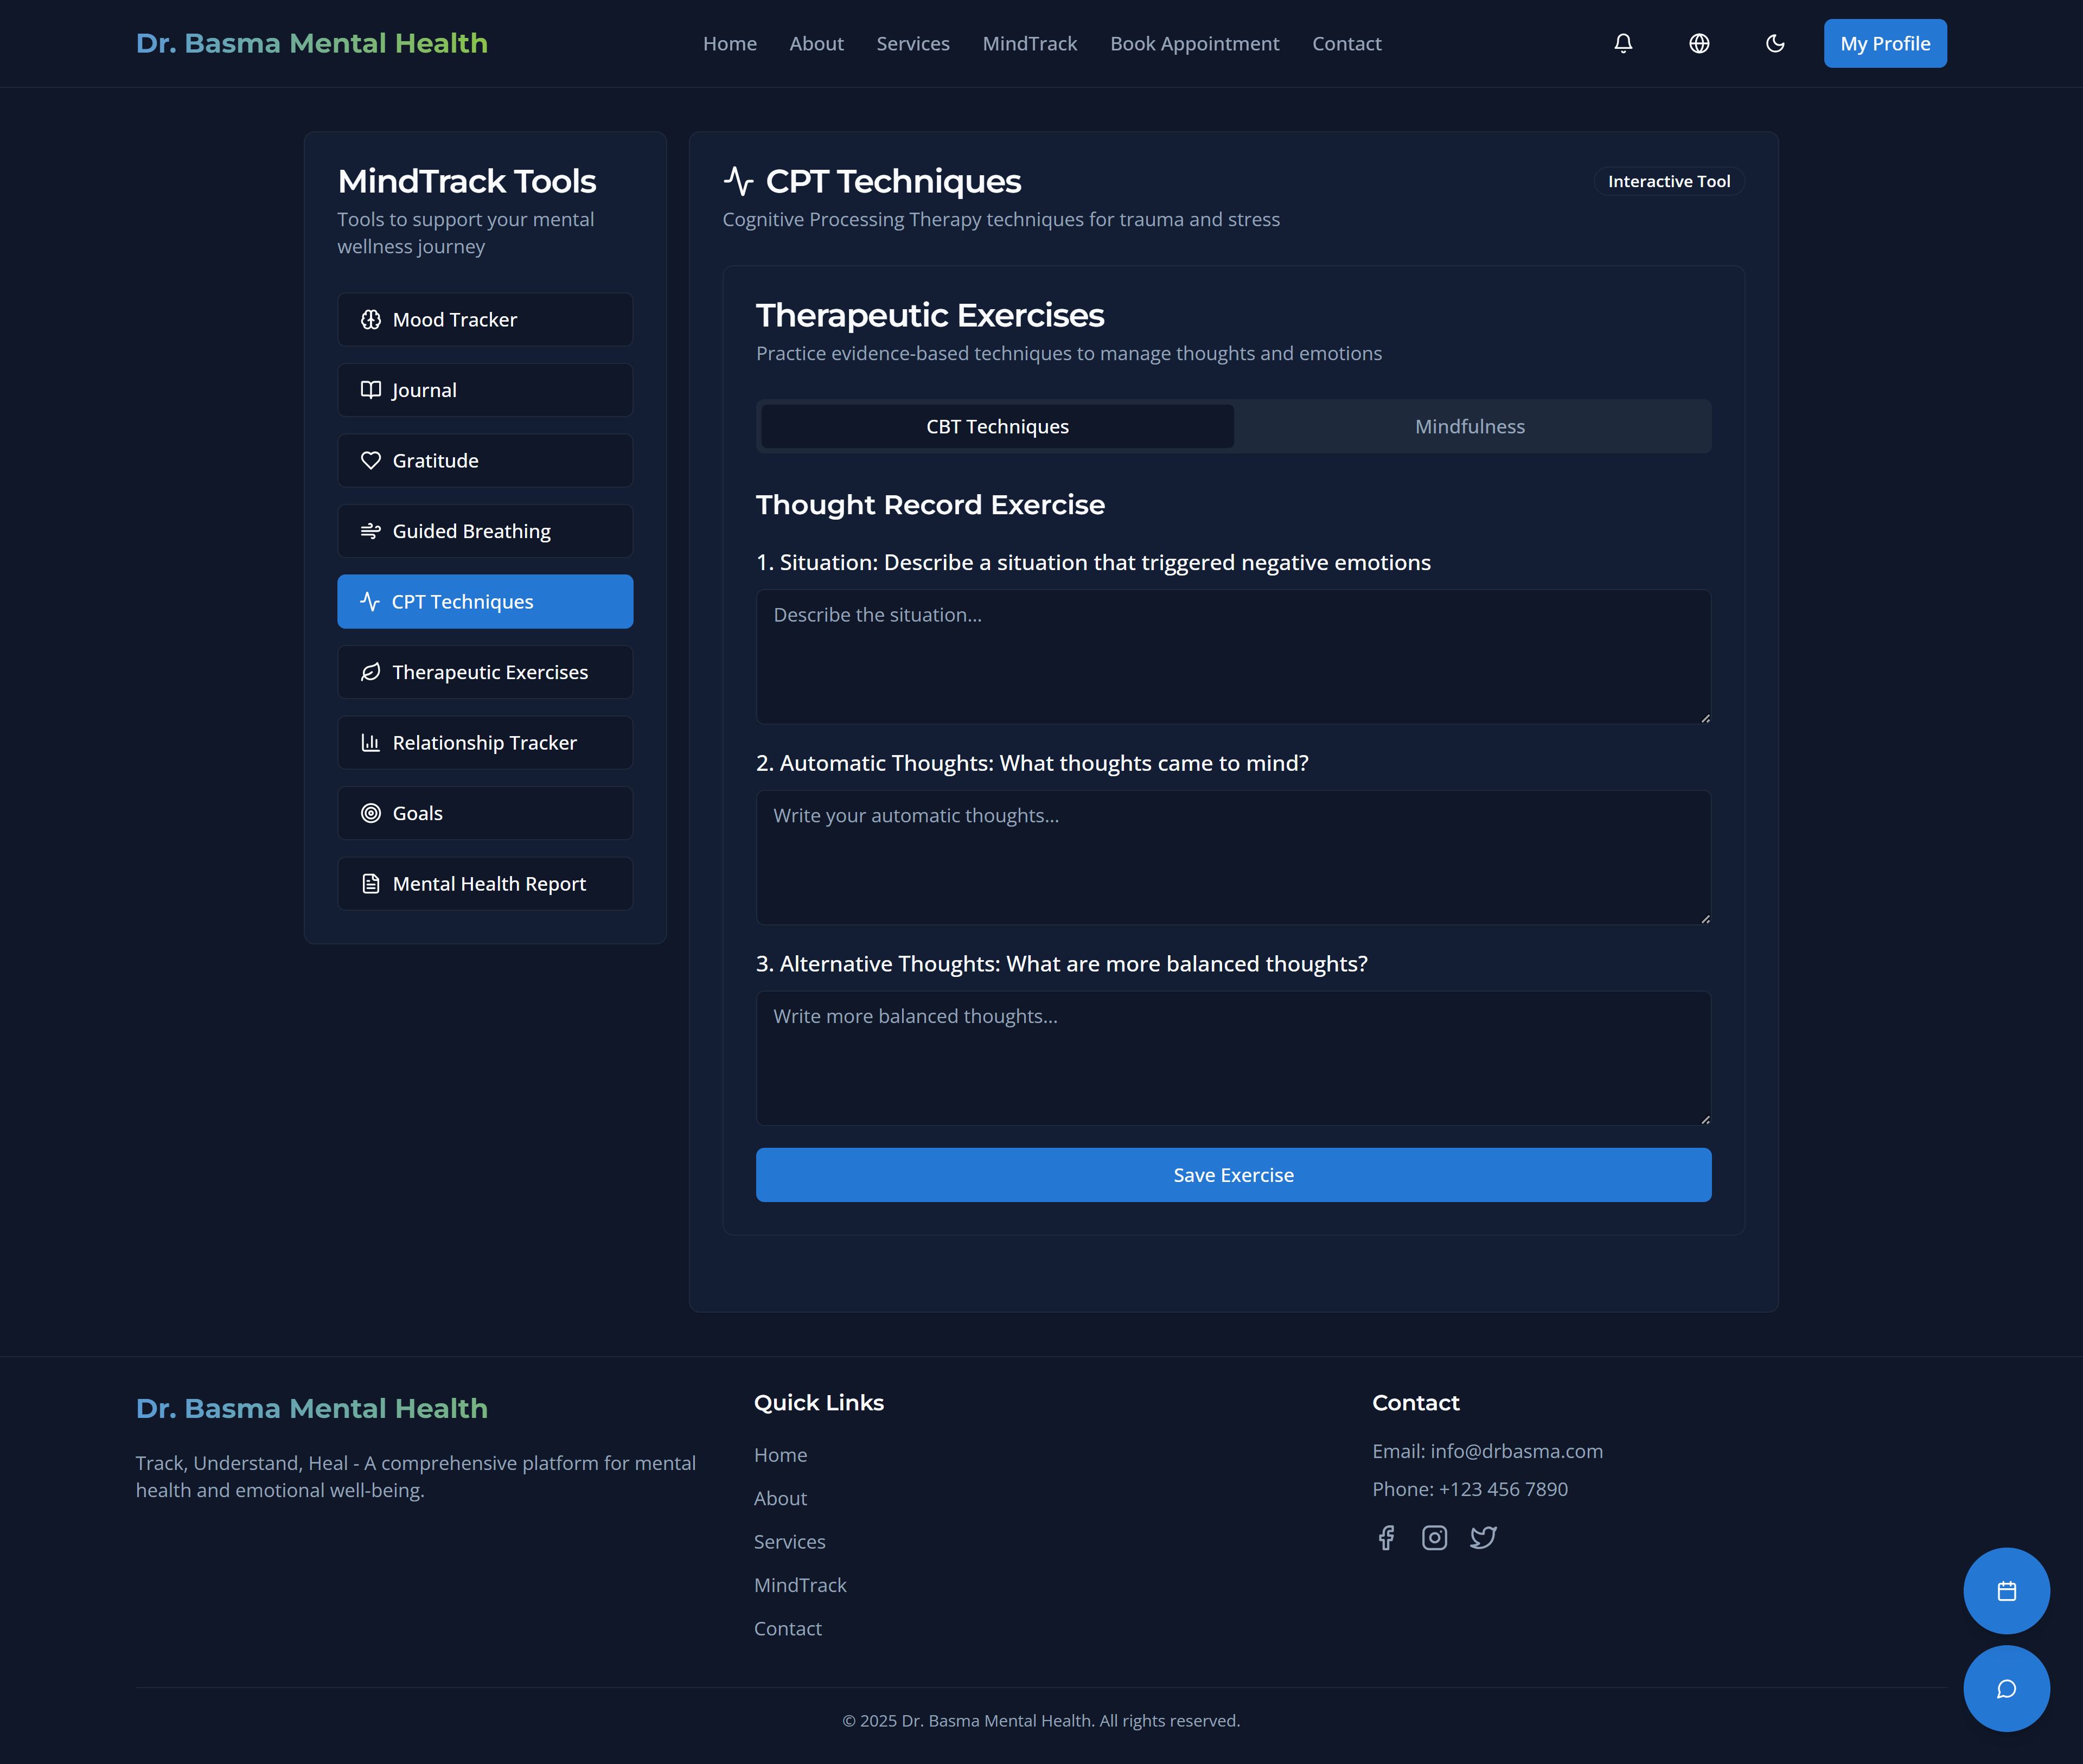 Dr. Basma Mental Health
Home
About
Services
MindTrack
Book Appointment
Contact
My Profile
MindTrack Tools
Tools to support your mental
wellness journey
Mood Tracker
Journal
Gratitude
Guided Breathing
CPT Techniques
Therapeutic Exercises
Relationship Tracker
Goals
Mental Health Report
CPT Techniques
Interactive Tool
Cognitive Processing Therapy techniques for trauma and stress
Therapeutic Exercises
Practice evidence-based techniques to manage thoughts and emotions
CBT Techniques
Mindfulness
Thought Record Exercise
1. Situation: Describe a situation that triggered negative emotions
Describe the situation...
2. Automatic Thoughts: What thoughts came to mind?
Write your automatic thoughts...
3. Alternative Thoughts: What are more balanced thoughts?
Write more balanced thoughts...
Save Exercise
Dr. Basma Mental Health
Track, Understand, Heal - A comprehensive platform for mental
health and emotional well-being.
Quick Links
Home
About
Services
MindTrack
Contact
Contact
Email: info@drbasma.com
Phone: +123 456 7890
© 2025 Dr. Basma Mental Health. All rights reserved.